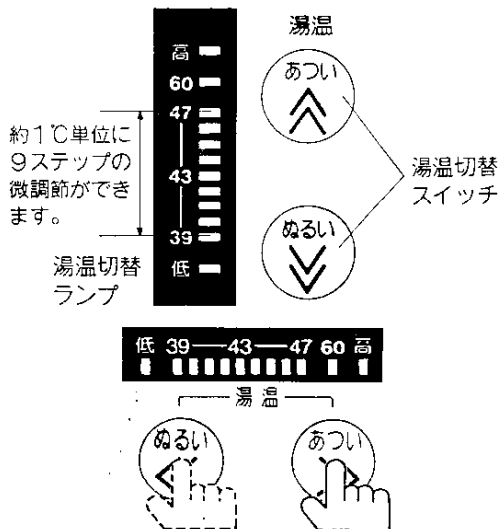 湯温
高
60
47
43
39
低
あつい
ぬるい
約1℃単位に
9ステップの
微調節ができ
ます。
湯温切替
ランプ
湯温切替
スイッチ
低 39 43 47 60 高
湯温
ぬるい
あつい